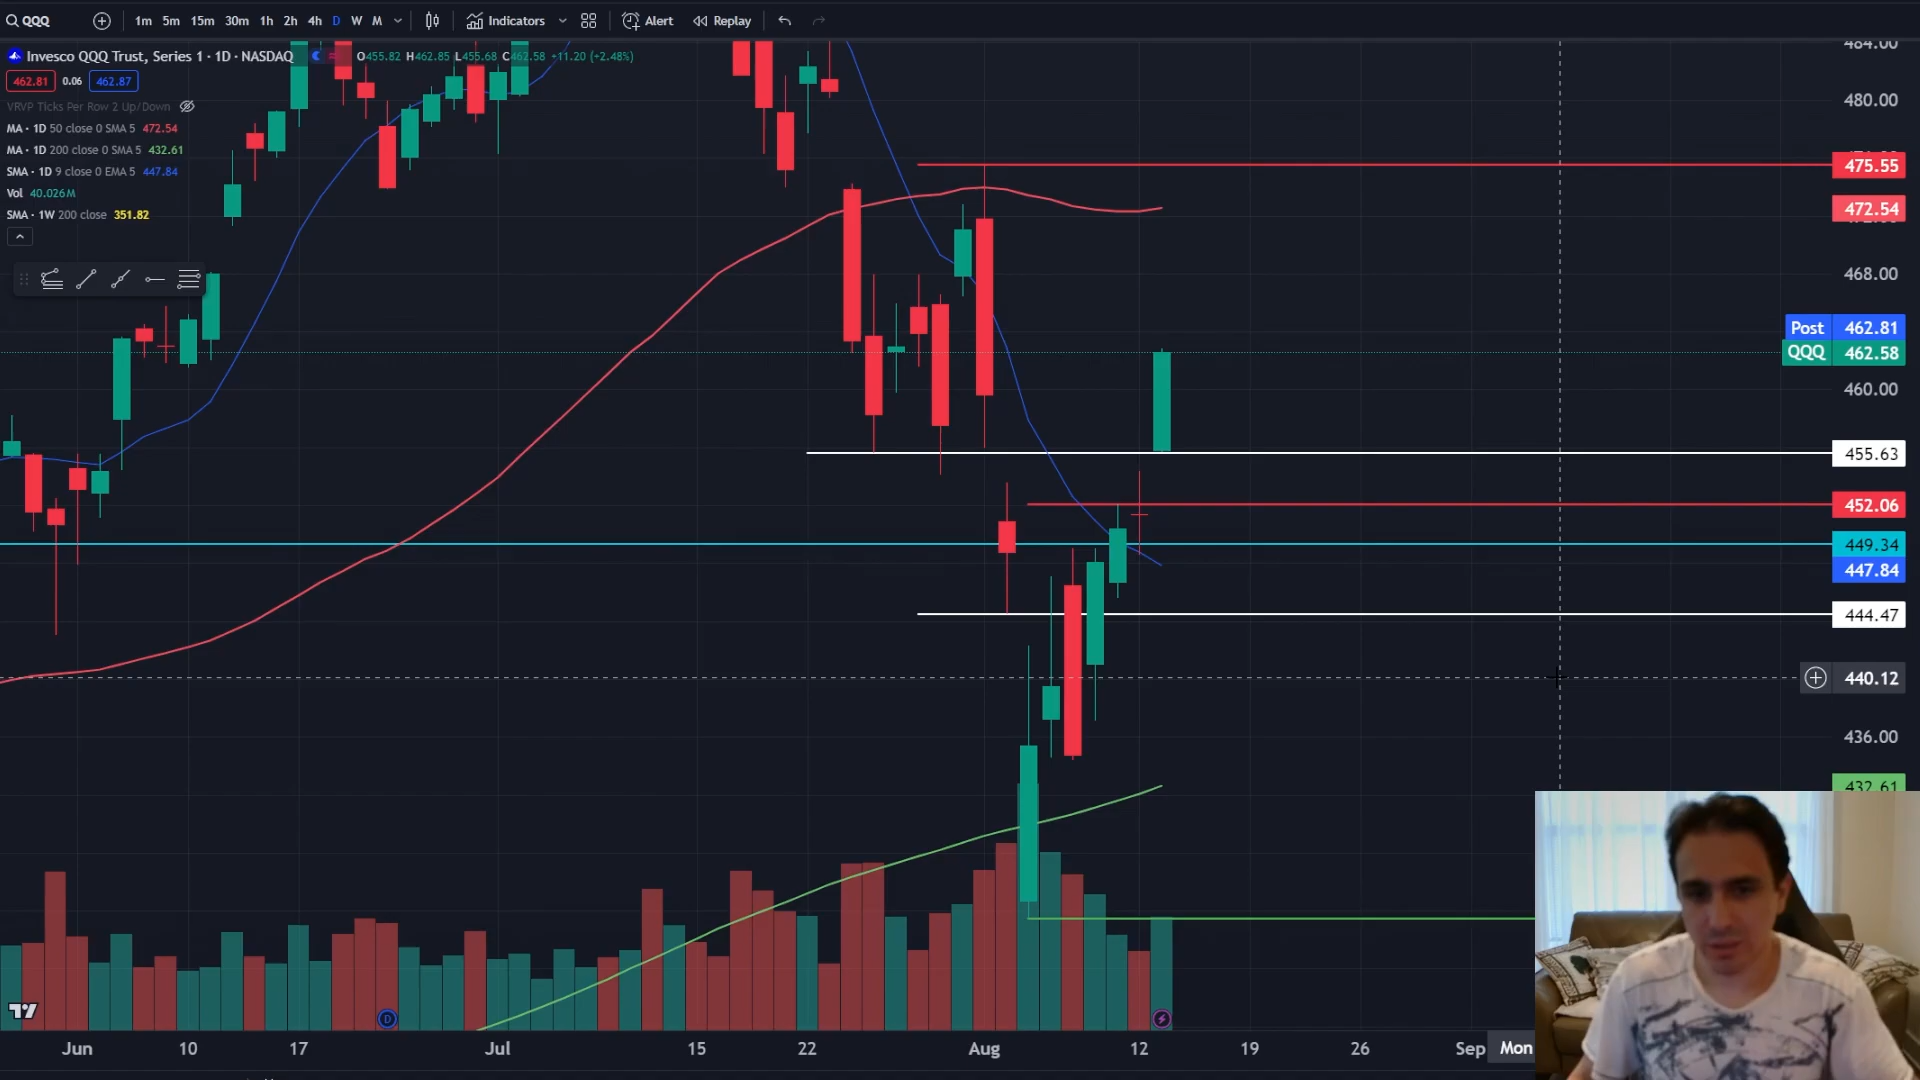 QQQ 1m 5m 15m 30m 1h 2h 4h D W M Indicators Alert Replay
Invesco QQQ Trust, Series 1 · 1D · NASDAQ O455.82 H462.85 L455.68 C462.58 +11.20 (+2.48%)
462.81 0.06 462.87
VRVP Ticks Per Row 2 Up/Down
MA · 1D 50 close 0 SMA 5 472.54
MA · 1D 200 close 0 SMA 5 432.61
SMA · 1D 9 close 0 EMA 5 447.84
Vol 40.026M
SMA · 1W 200 close 351.82
484.00
480.00
475.55
472.54
468.00
Post 462.81
QQQ 462.58
460.00
455.63
452.06
449.34
447.84
444.47
440.12
436.00
432.61
D
Jun 10 17 Jul 15 22 Aug 12 19 26 Sep Mon